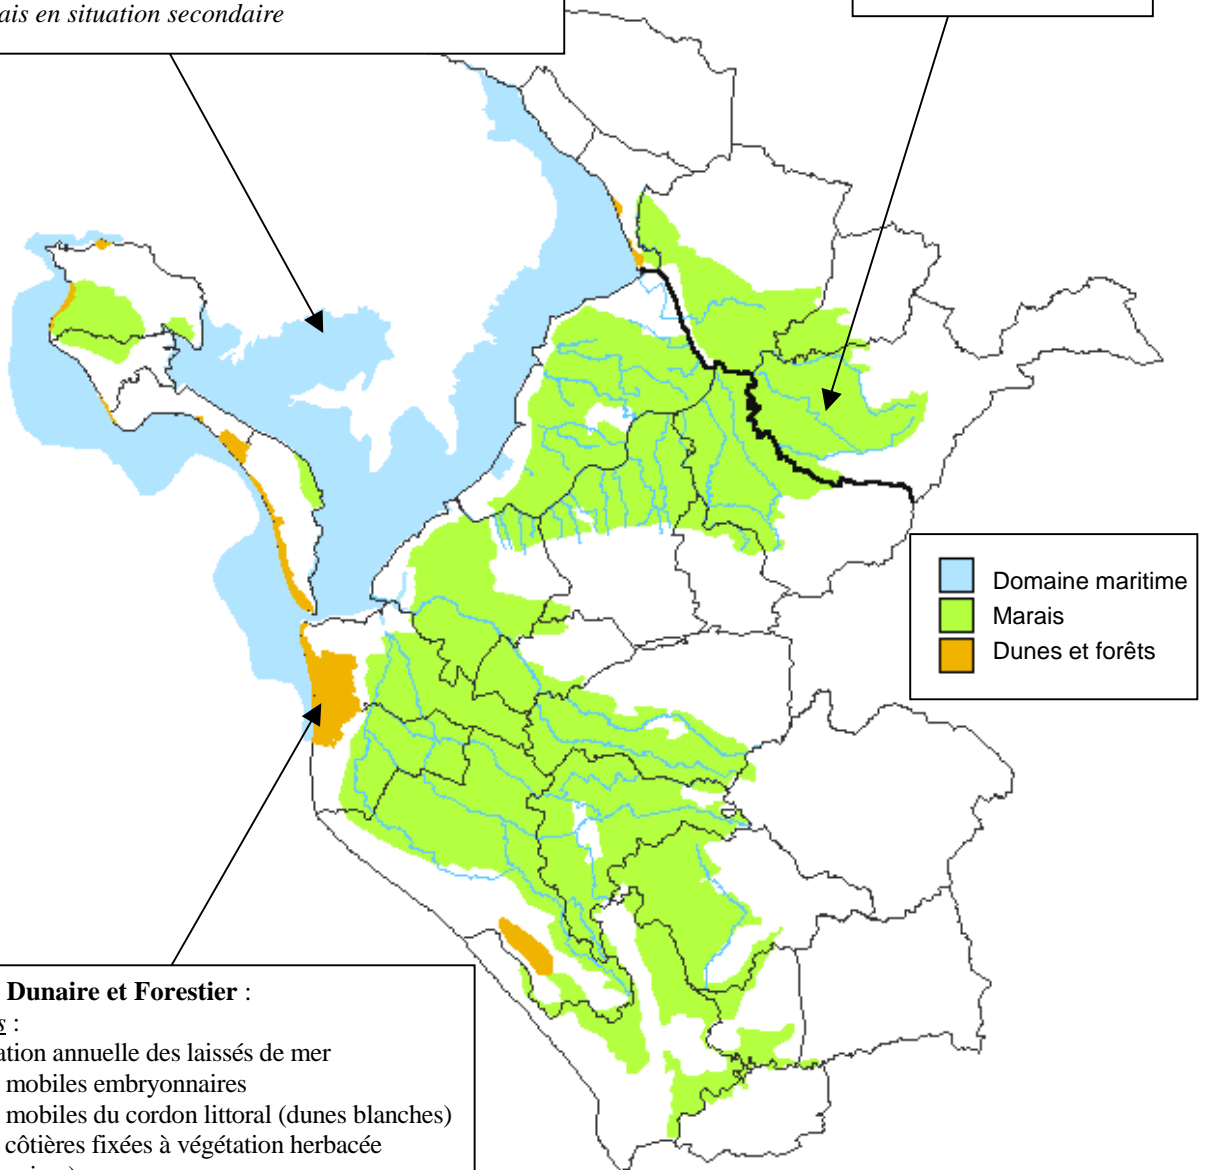 ais en situation secondaire
Domaine maritime
Marais
Dunes et forêts
Dunaire et Forestier :
s :
ation annuelle des laissés de mer
mobiles embryonnaires
mobiles du cordon littoral (dunes blanches)
côtières fixées à végétation herbacée